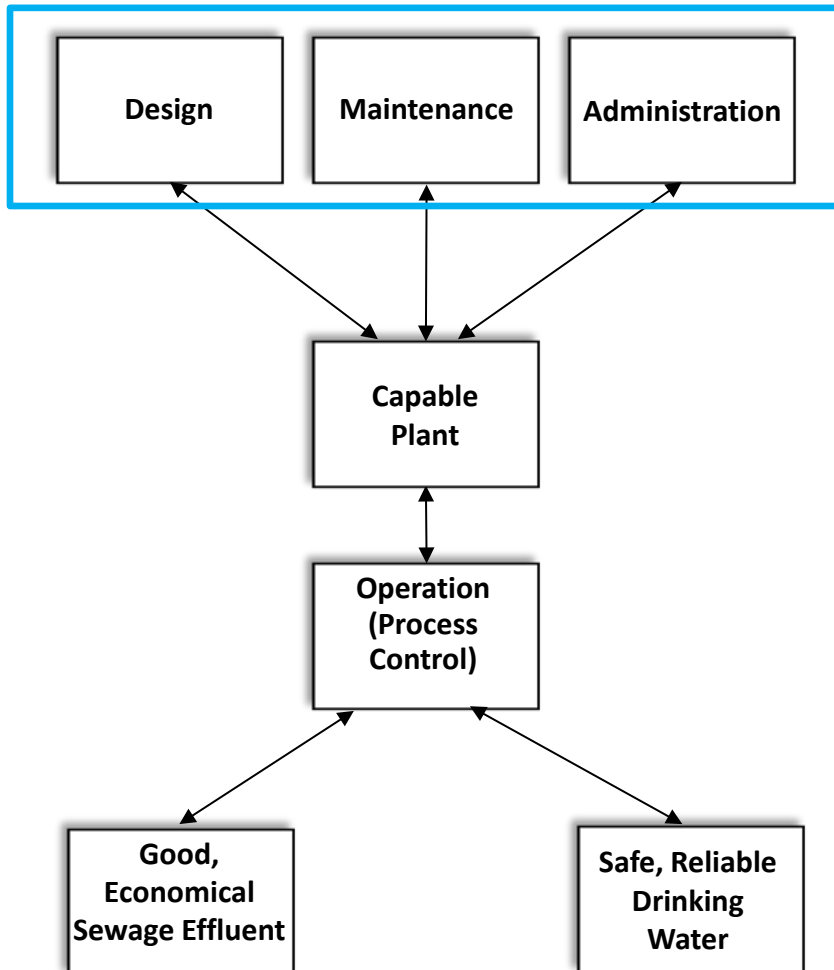 Design
Maintenance
Administration
Capable
Plant
Operation
(Process
Control)
Good,
Economical
Sewage Effluent
Safe, Reliable
Drinking
Water